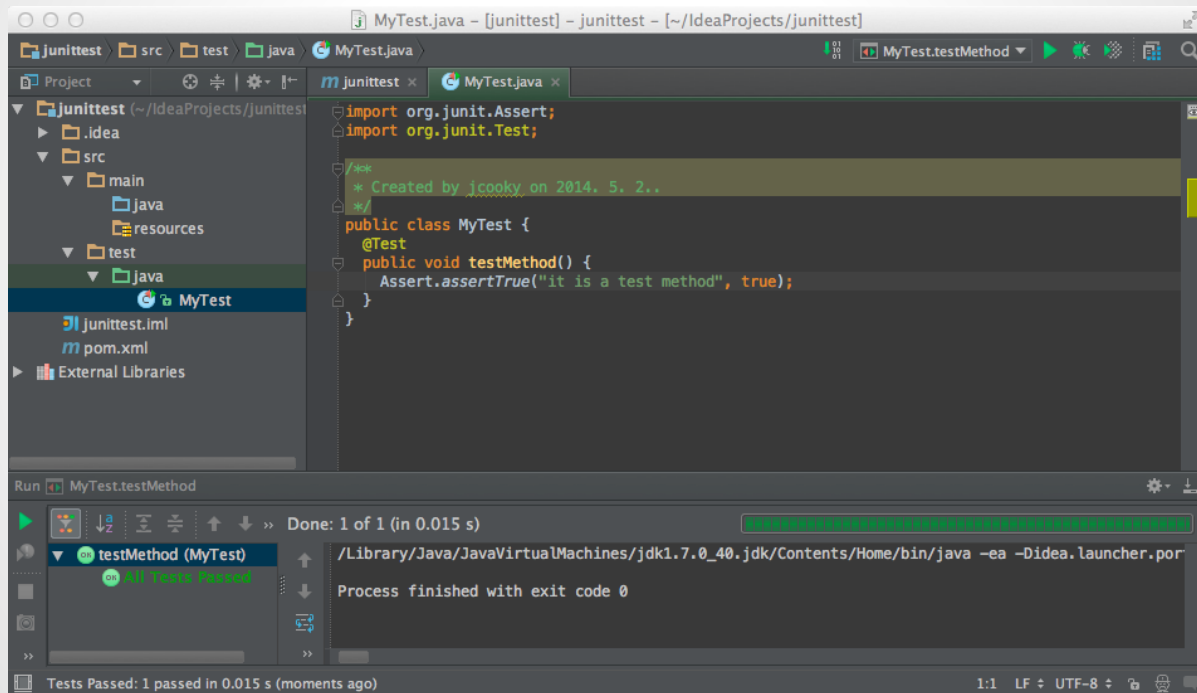 MyTest.java – [junittest] – junittest – [~/IdeaProjects/junittest]
junittest src test java MyTest.java MyTest.testMethod
Project
m junittest MyTest.java
junittest (~/IdeaProjects/junittest
.idea
src
main
java
resources
test
java
MyTest
junittest.iml
m pom.xml
External Libraries
import org.junit.Assert;
import org.junit.Test;
/**
* Created by jcooky on 2014. 5. 2..
*/
public class MyTest {
@Test
public void testMethod() {
Assert.assertTrue("it is a test method", true);
}
}
Run MyTest.testMethod
Done: 1 of 1 (in 0.015 s)
testMethod (MyTest)
OK All Tests Passed
/Library/Java/JavaVirtualMachines/jdk1.7.0_40.jdk/Contents/Home/bin/java -ea -Didea.launcher.por
Process finished with exit code 0
Tests Passed: 1 passed in 0.015 s (moments ago)
1:1 LF UTF-8